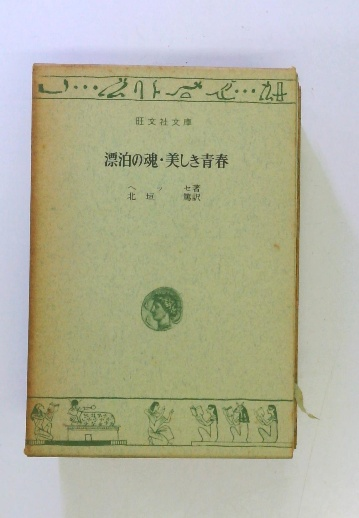 旺文社文庫
漂泊の魂・美しき青春
ヘッセ著
北垣篤訳